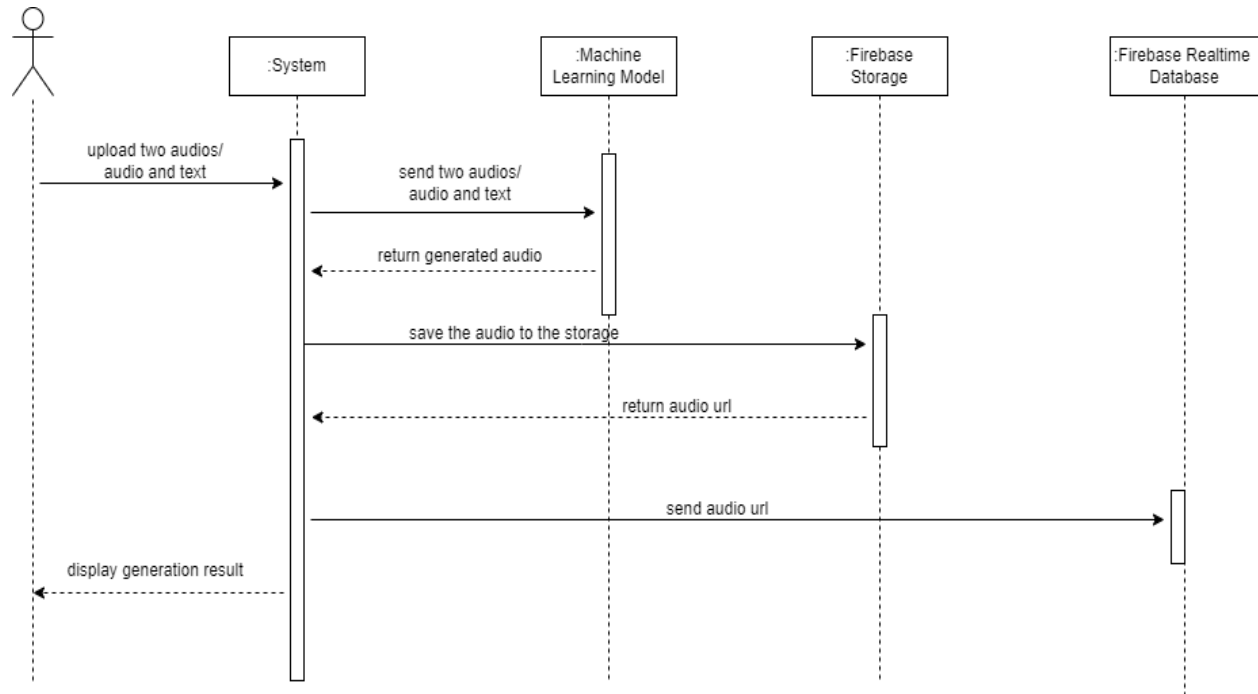 :System
:Machine
Learning Model
:Firebase
Storage
:Firebase Realtime
Database
upload two audios/
audio and text
send two audios/
audio and text
return generated audio
save the audio to the storage
return audio url
send audio url
display generation result